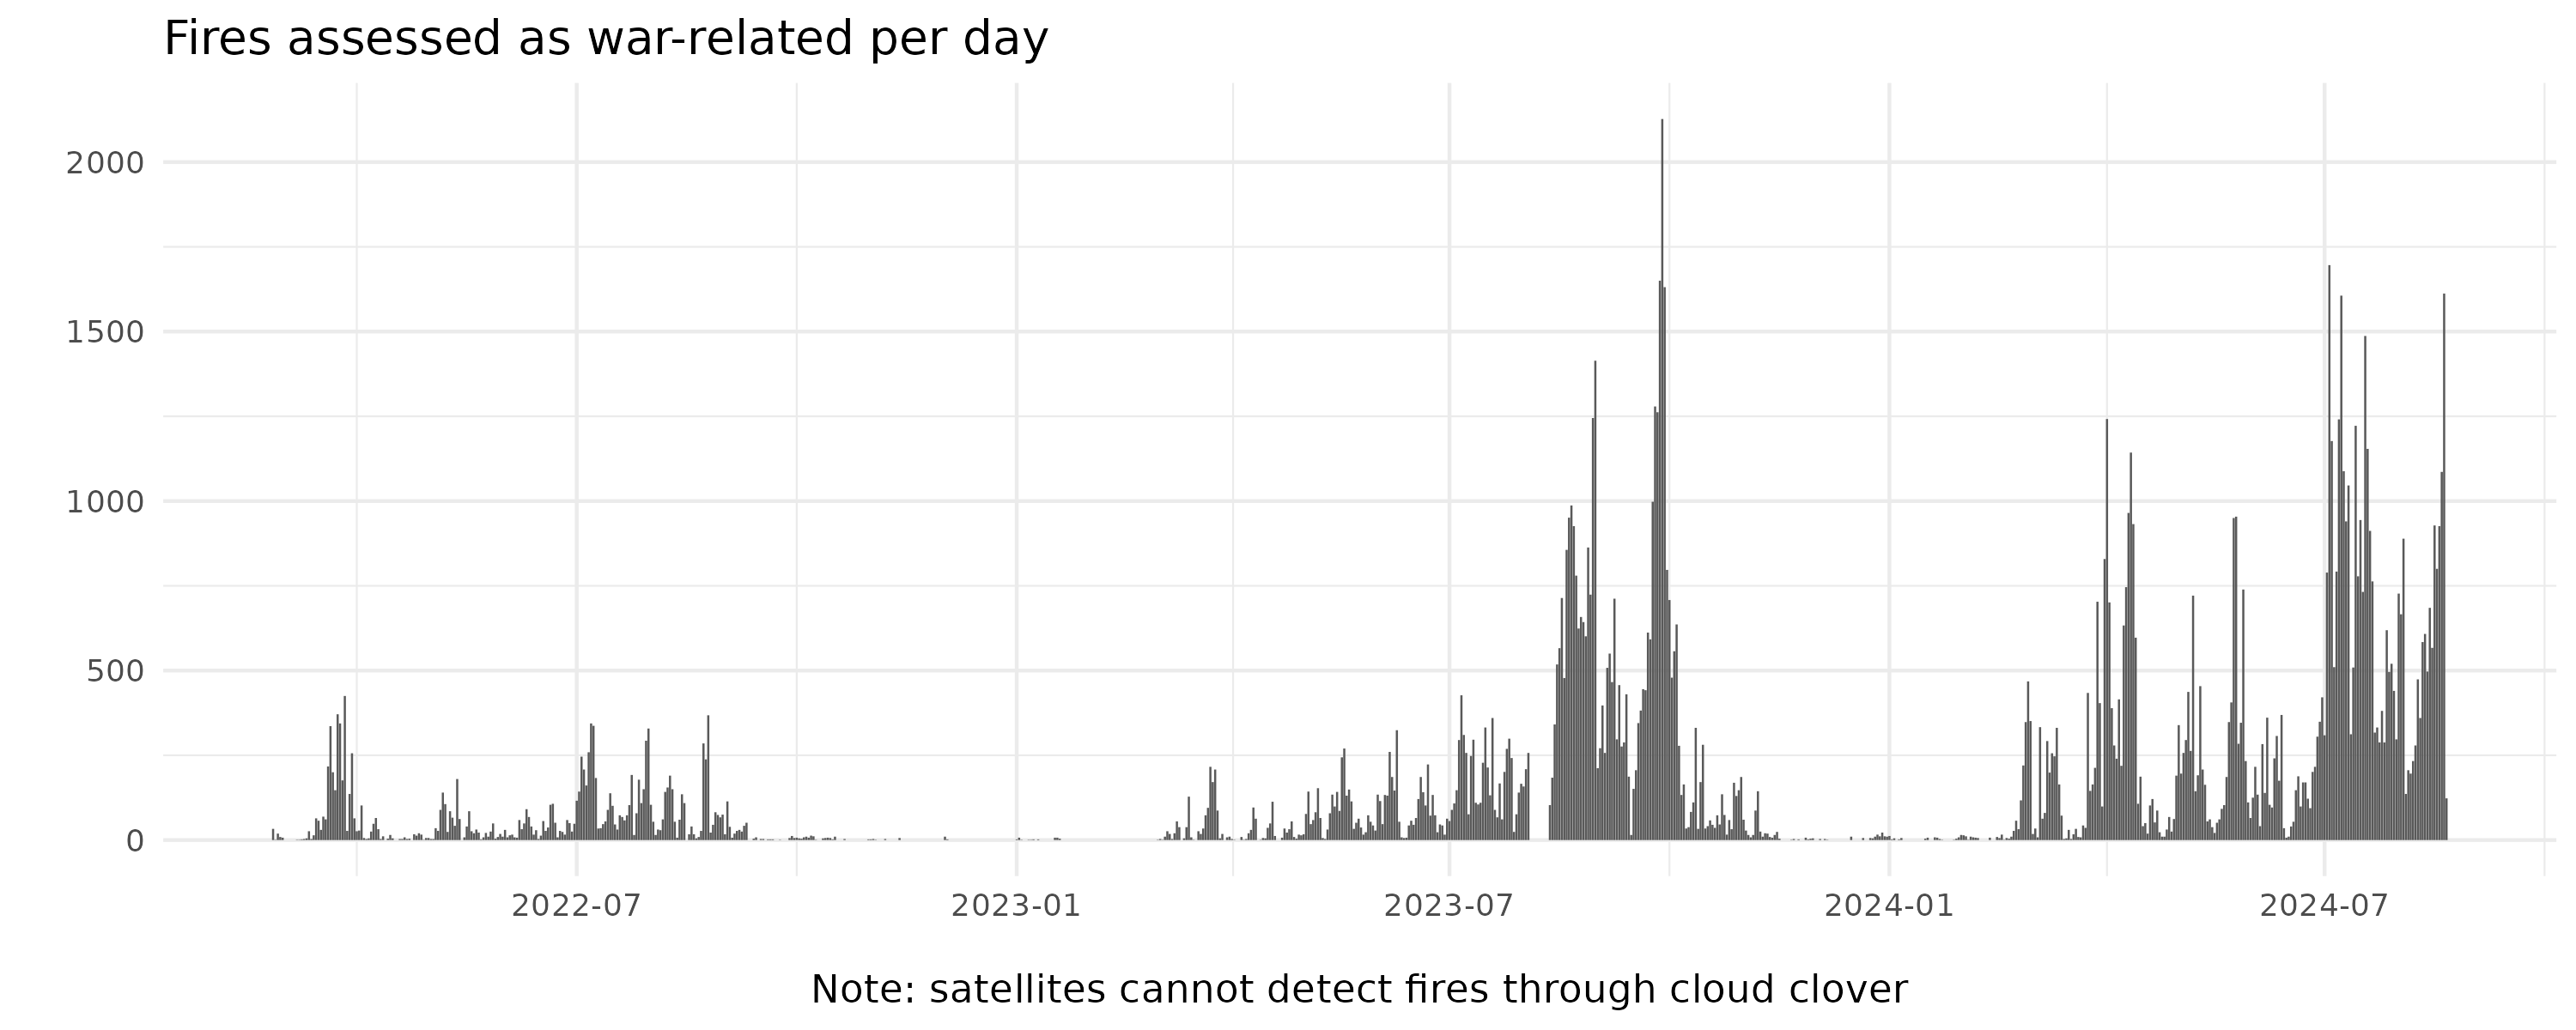 Fires assessed as war-related per day
2000
1500
1000
500
0
2022-07 2023-01 2023-07 2024-01 2024-07
Note: satellites cannot detect fires through cloud clover